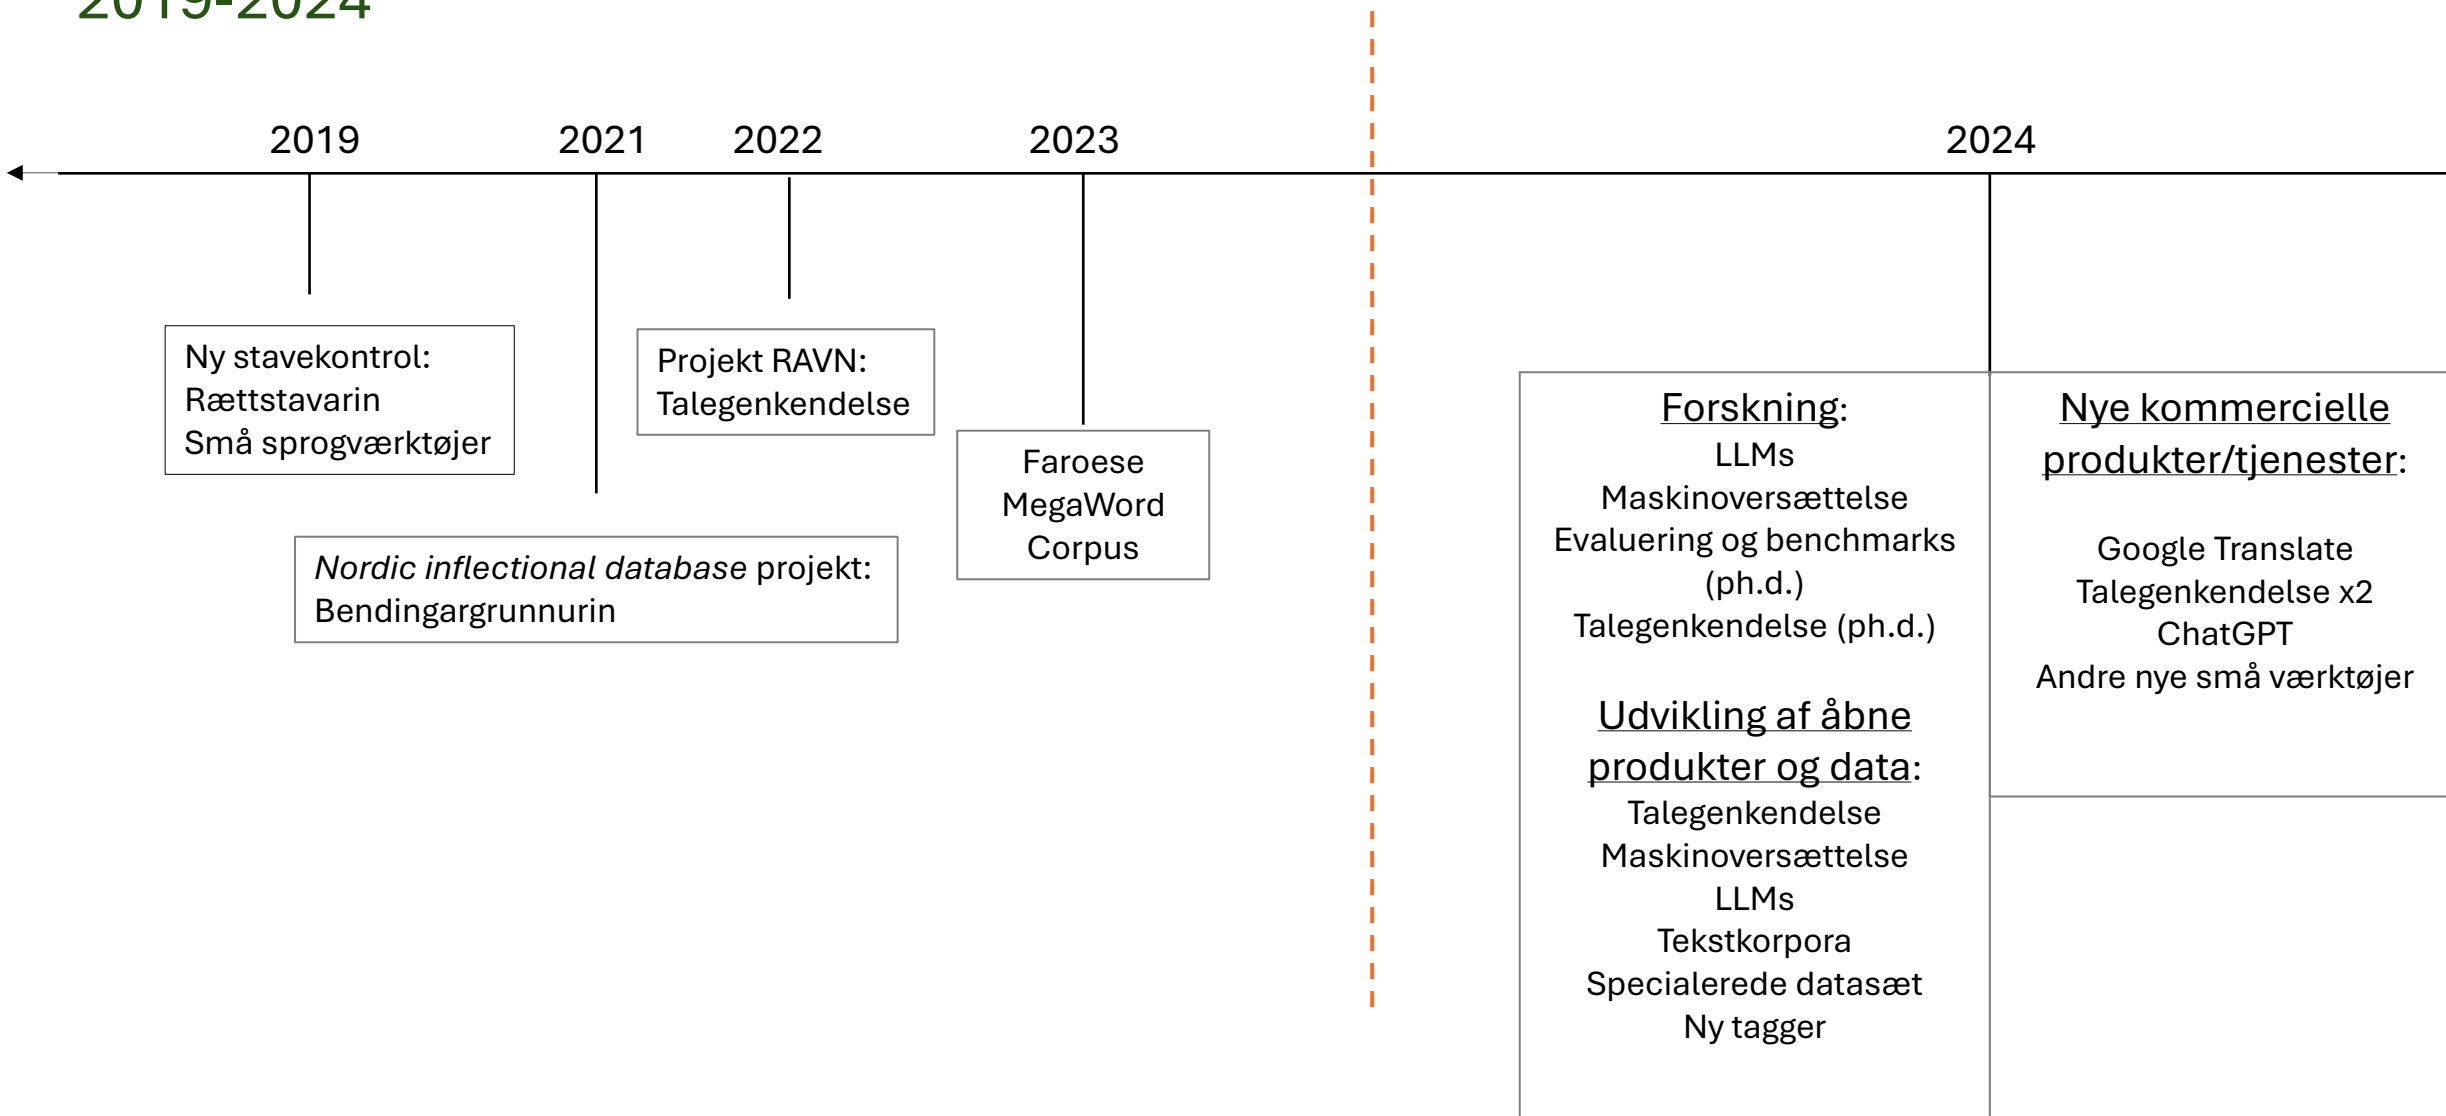 2019-2024
2019
2021
2022
2023
2024
Ny stavekontrol:
Rættstavarin
Små sprogværktøjer
Nordic inflectional database projekt:
Bendingargrunnurin
Projekt RAVN:
Talegenkendelse
Faroese
MegaWord
Corpus
Forskning:
LLMs
Maskinoversættelse
Evaluering og benchmarks
(ph.d.)
Talegenkendelse (ph.d.)
Udvikling af åbne
produkter og data:
Talegenkendelse
Maskinoversættelse
LLMs
Tekstkorpora
Specialerede datasæt
Ny tagger
Nye kommercielle
produkter/tjenester:
Google Translate
Talegenkendelse x2
ChatGPT
Andre nye små værktøjer